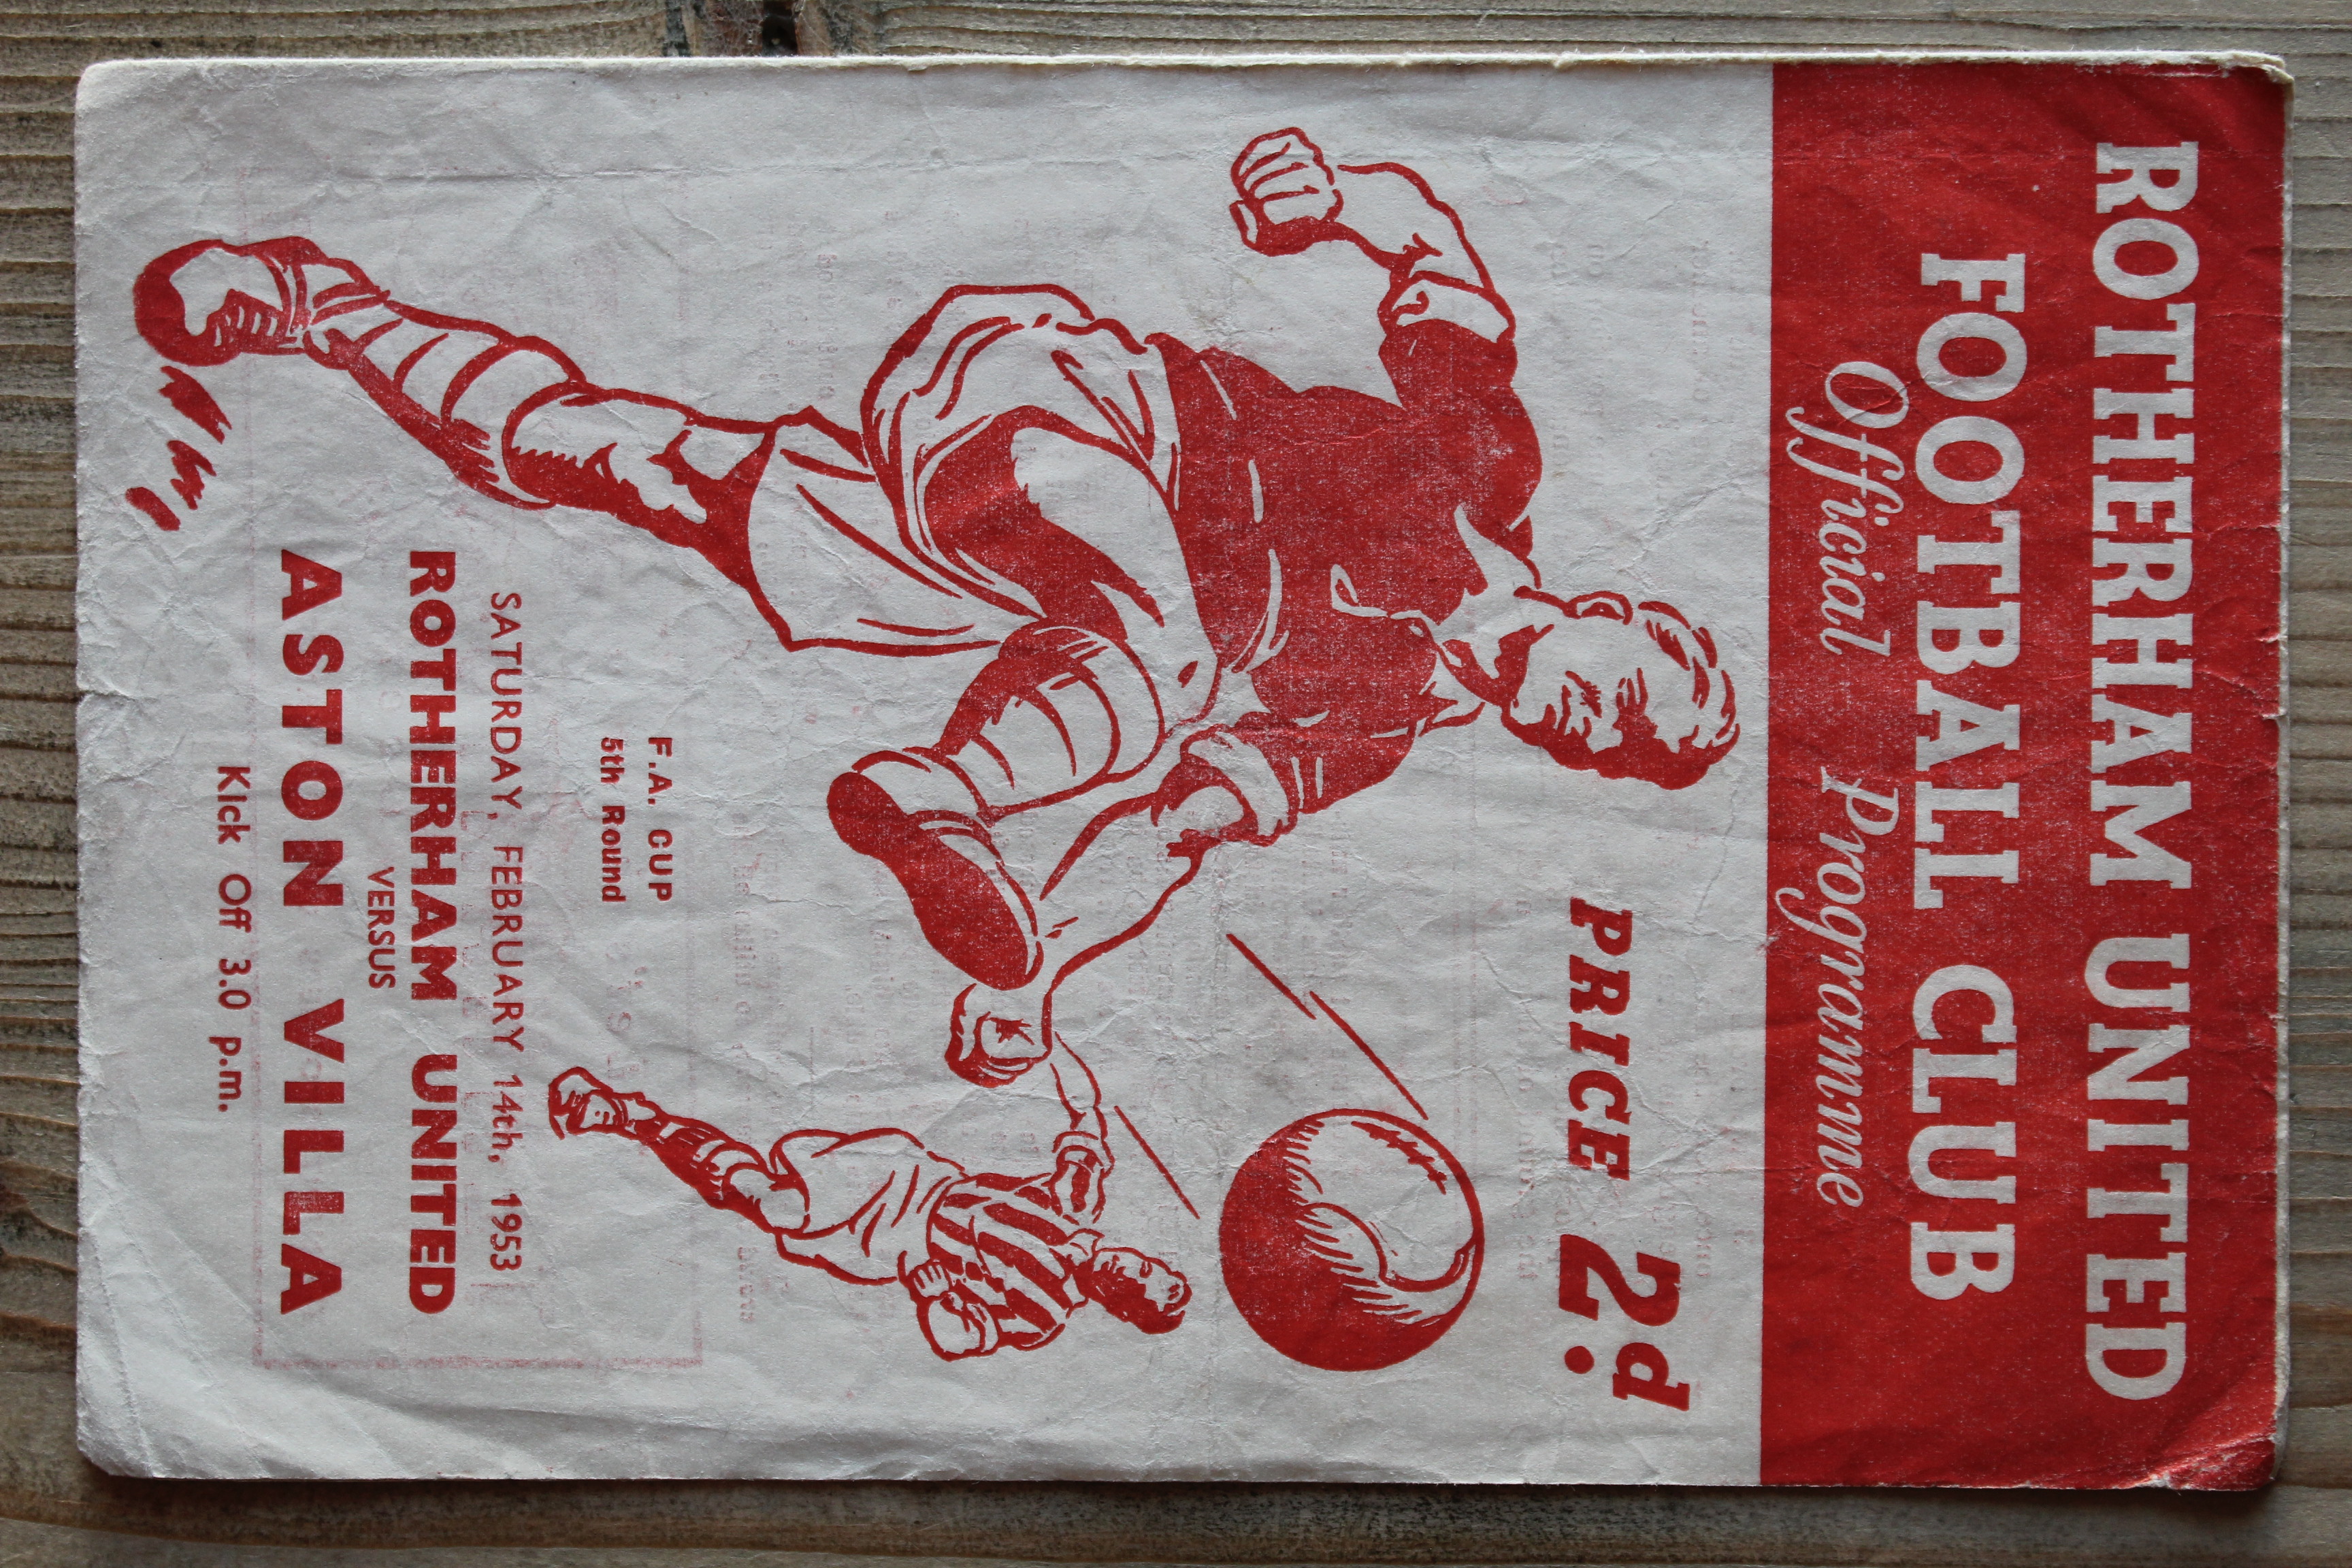 ROTHERHAM UNITED
FOOTBALL CLUB
Official Programme
PRICE 2d.
F.A. CUP
5th Round
SATURDAY, FEBRUARY 14th, 1953
ROTHERHAM UNITED
VERSUS
ASTON VILLA
Kick Off 3.0 p.m.